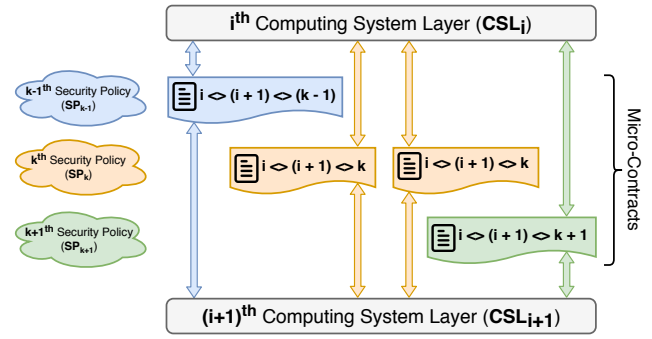 iᵗʰ Computing System Layer (CSLᵢ)
k-1ᵗʰ Security Policy
(SPₖ₋₁)
i <> (i + 1) <> (k - 1)
kᵗʰ Security Policy
(SPₖ)
i <> (i + 1) <> k
i <> (i + 1) <> k
k+1ᵗʰ Security Policy
(SPₖ₊₁)
i <> (i + 1) <> k + 1
Micro-Contracts
(i+1)ᵗʰ Computing System Layer (CSLᵢ₊₁)